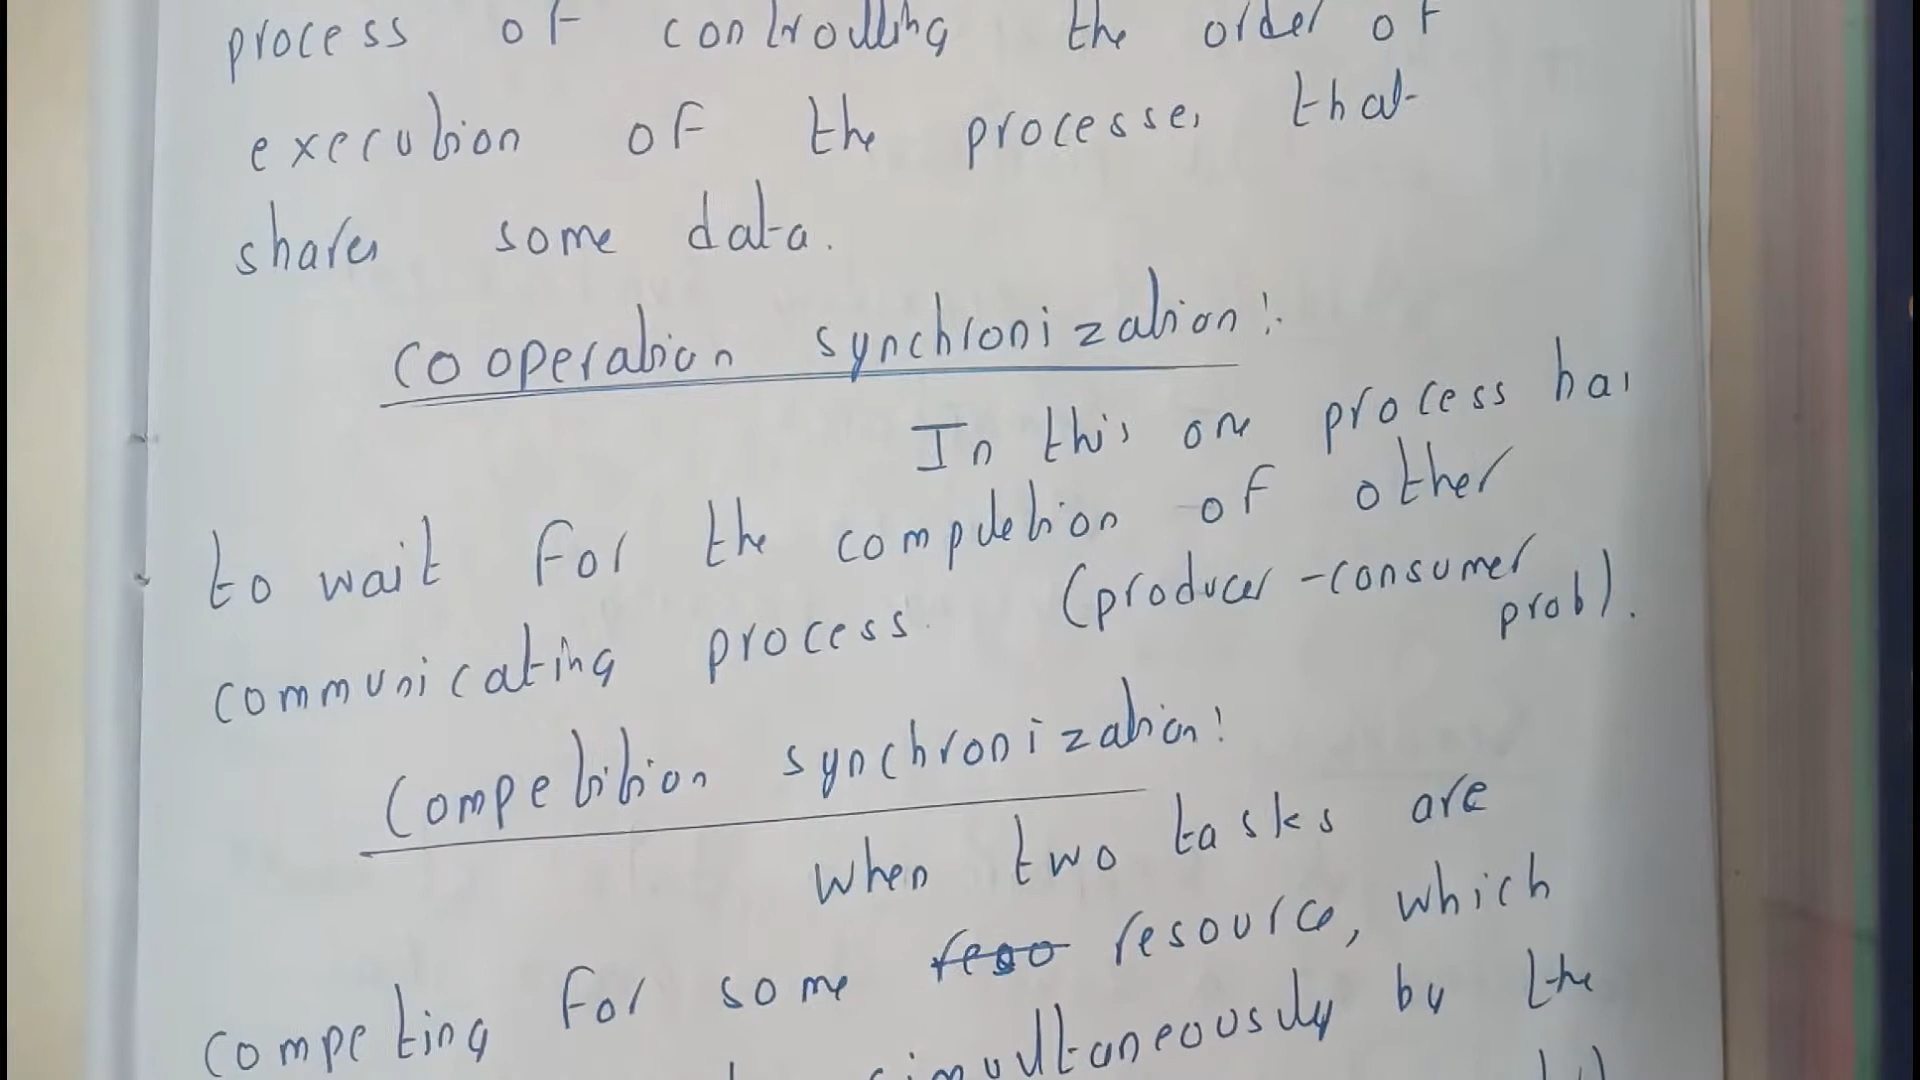 process of controlling the order of
execution of the processes that
shares some data.
Cooperation synchronization:
In this one process has
to wait for the completion of other
communicating process. (producer-consumer
prob).
Competition synchronization:
when two tasks are
competing for some reso resource, which
simultaneously by the